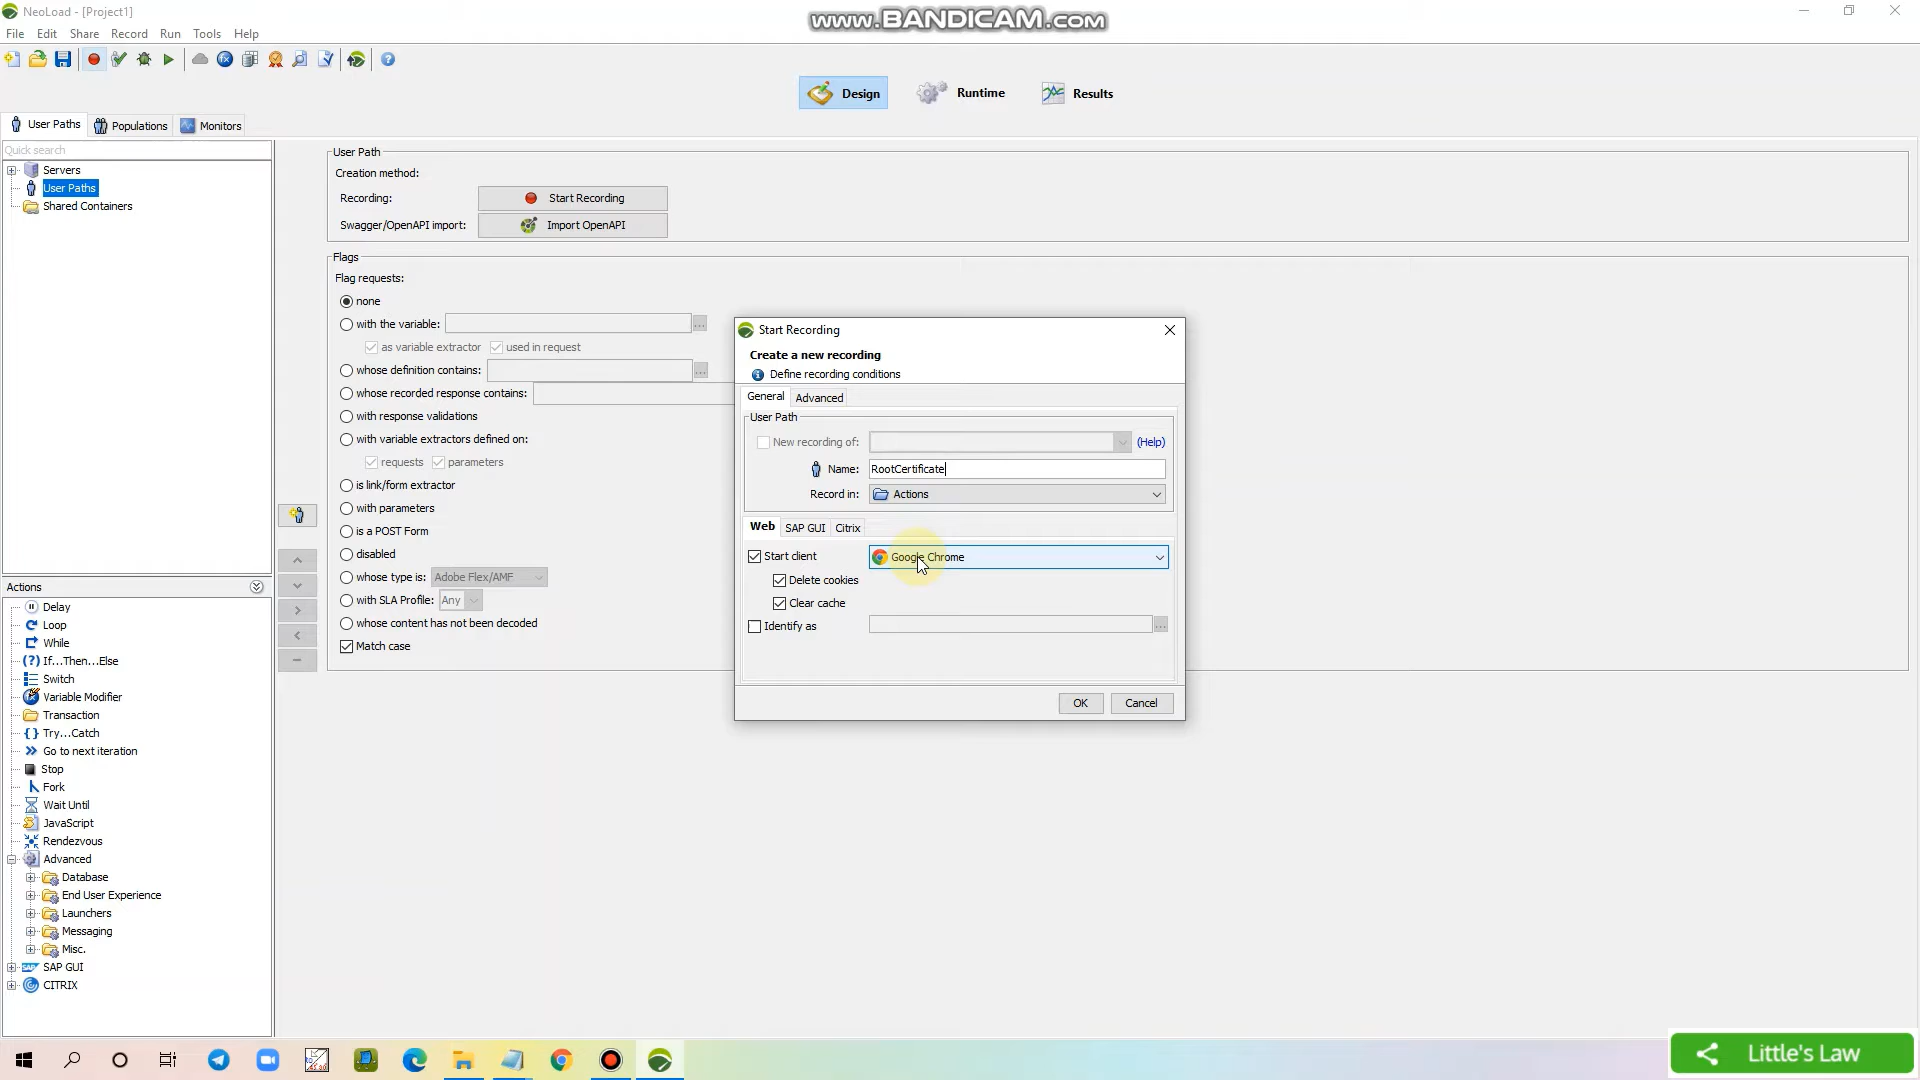 NeoLoad - [Project1]
www.BANDICAM.com
File Edit Share Record Run Tools Help
Design Runtime Results
User Paths Populations Monitors
Quick search
Servers
User Paths
Shared Containers
User Path
Creation method:
Recording: Start Recording
Swagger/OpenAPI import: Import OpenAPI
Flags
Flag requests:
none
with the variable: ...
as variable extractor used in request
whose definition contains: ...
whose recorded response contains:
with response validations
with variable extractors defined on:
requests parameters
is link/form extractor
with parameters
is a POST Form
disabled
whose type is: Adobe Flex/AMF
with SLA Profile: Any
whose content has not been decoded
Match case
Start Recording
Create a new recording
Define recording conditions
General Advanced
User Path
New recording of: (Help)
Name: RootCertificate
Record in: Actions
Web SAP GUI Citrix
Start client Google Chrome
Delete cookies
Clear cache
Identify as ...
OK Cancel
Actions
Delay
Loop
While
(?) If...Then...Else
Switch
Variable Modifier
Transaction
{} Try...Catch
Go to next iteration
Stop
Fork
Wait Until
JavaScript
Rendezvous
Advanced
Database
End User Experience
Launchers
Messaging
Misc.
SAP SAP GUI
CITRIX
Little's Law